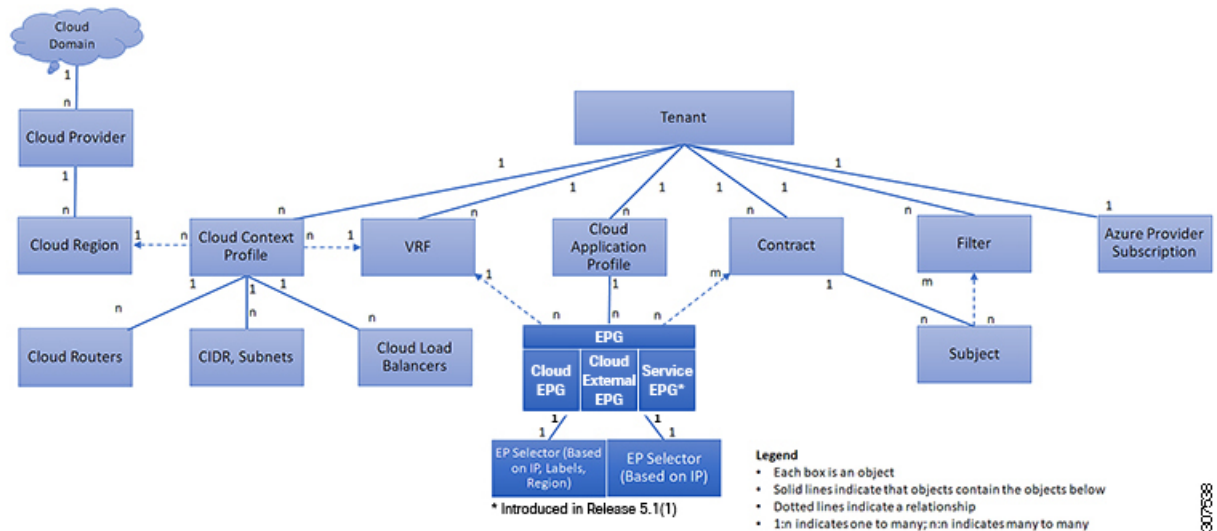 Cloud
Domain
1
n
Cloud Provider
1
n
Cloud Region
Tenant
1
1
1
1
1
1
n
n
n
n
n
1
1
n
Cloud Context
Profile
n
1
VRF
Cloud
Application
Profile
Contract
Filter
Azure Provider
Subscription
1
1
1
n
n
n
Cloud Routers
CIDR, Subnets
Cloud Load
Balancers
1
1
m
1
m
n
n
n
n
n
EPG
Cloud
EPG
Cloud
External
EPG
Service
EPG*
Subject
1
1
1
1
EP Selector (Based
on IP, Labels,
Region)
EP Selector
(Based on IP)
* Introduced in Release 5.1(1)
Legend
• Each box is an object
• Solid lines indicate that objects contain the objects below
• Dotted lines indicate a relationship
• 1:n indicates one to many; n:n indicates many to many
307538